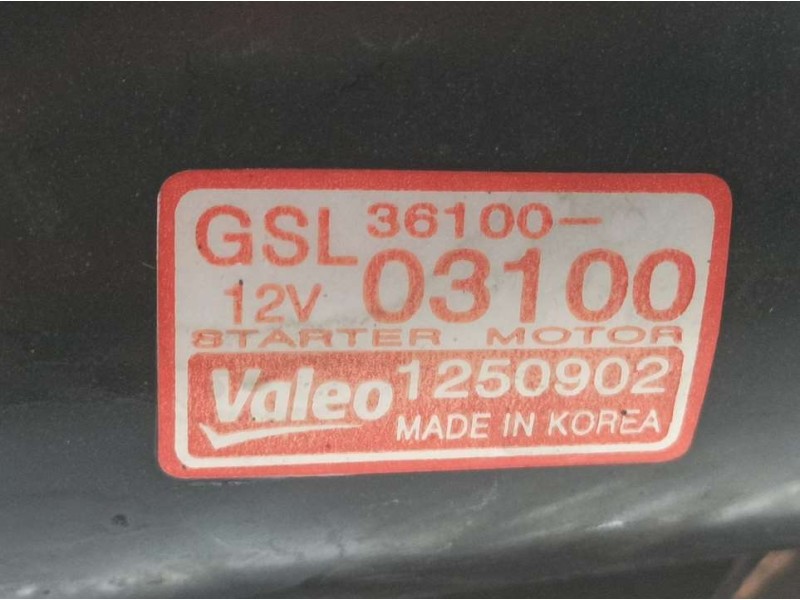 GSL 36100-
12V 03100
STARTER MOTOR
Valeo 1250902
MADE IN KOREA